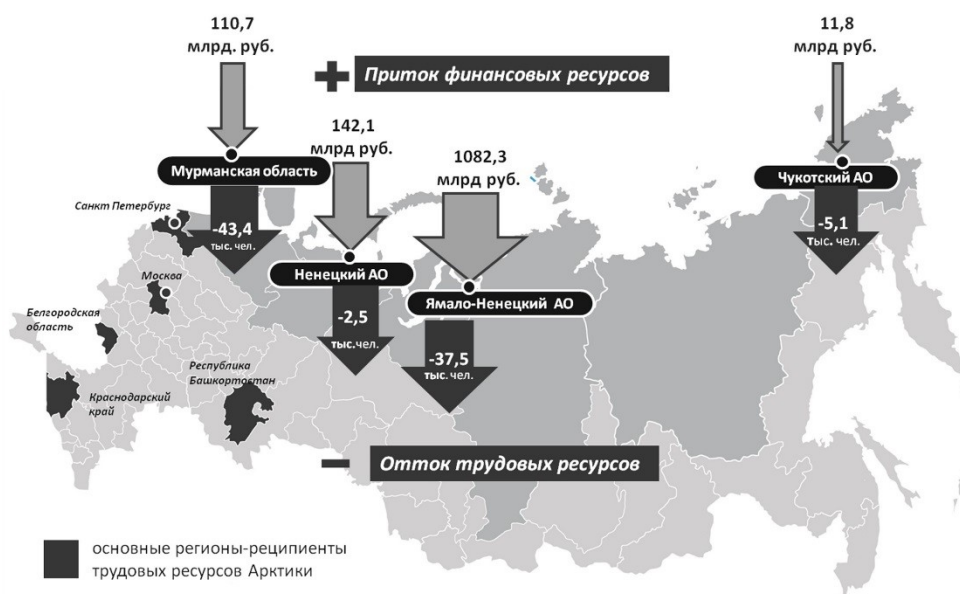 110,7
млрд. руб.
11,8
млрд руб.
+ Приток финансовых ресурсов
142,1
млрд руб.
1082,3
млрд руб.
Мурманская область
Чукотский АО
Санкт Петербург
-43,4
тыс. чел.
-5,1
тыс. чел.
Москва
Ненецкий АО
Ямало-Ненецкий АО
Белгородская
область
-2,5
тыс.чел.
-37,5
тыс. чел.
Республика
Башкортостан
Краснодарский
край
− Отток трудовых ресурсов
основные регионы-реципиенты
трудовых ресурсов Арктики